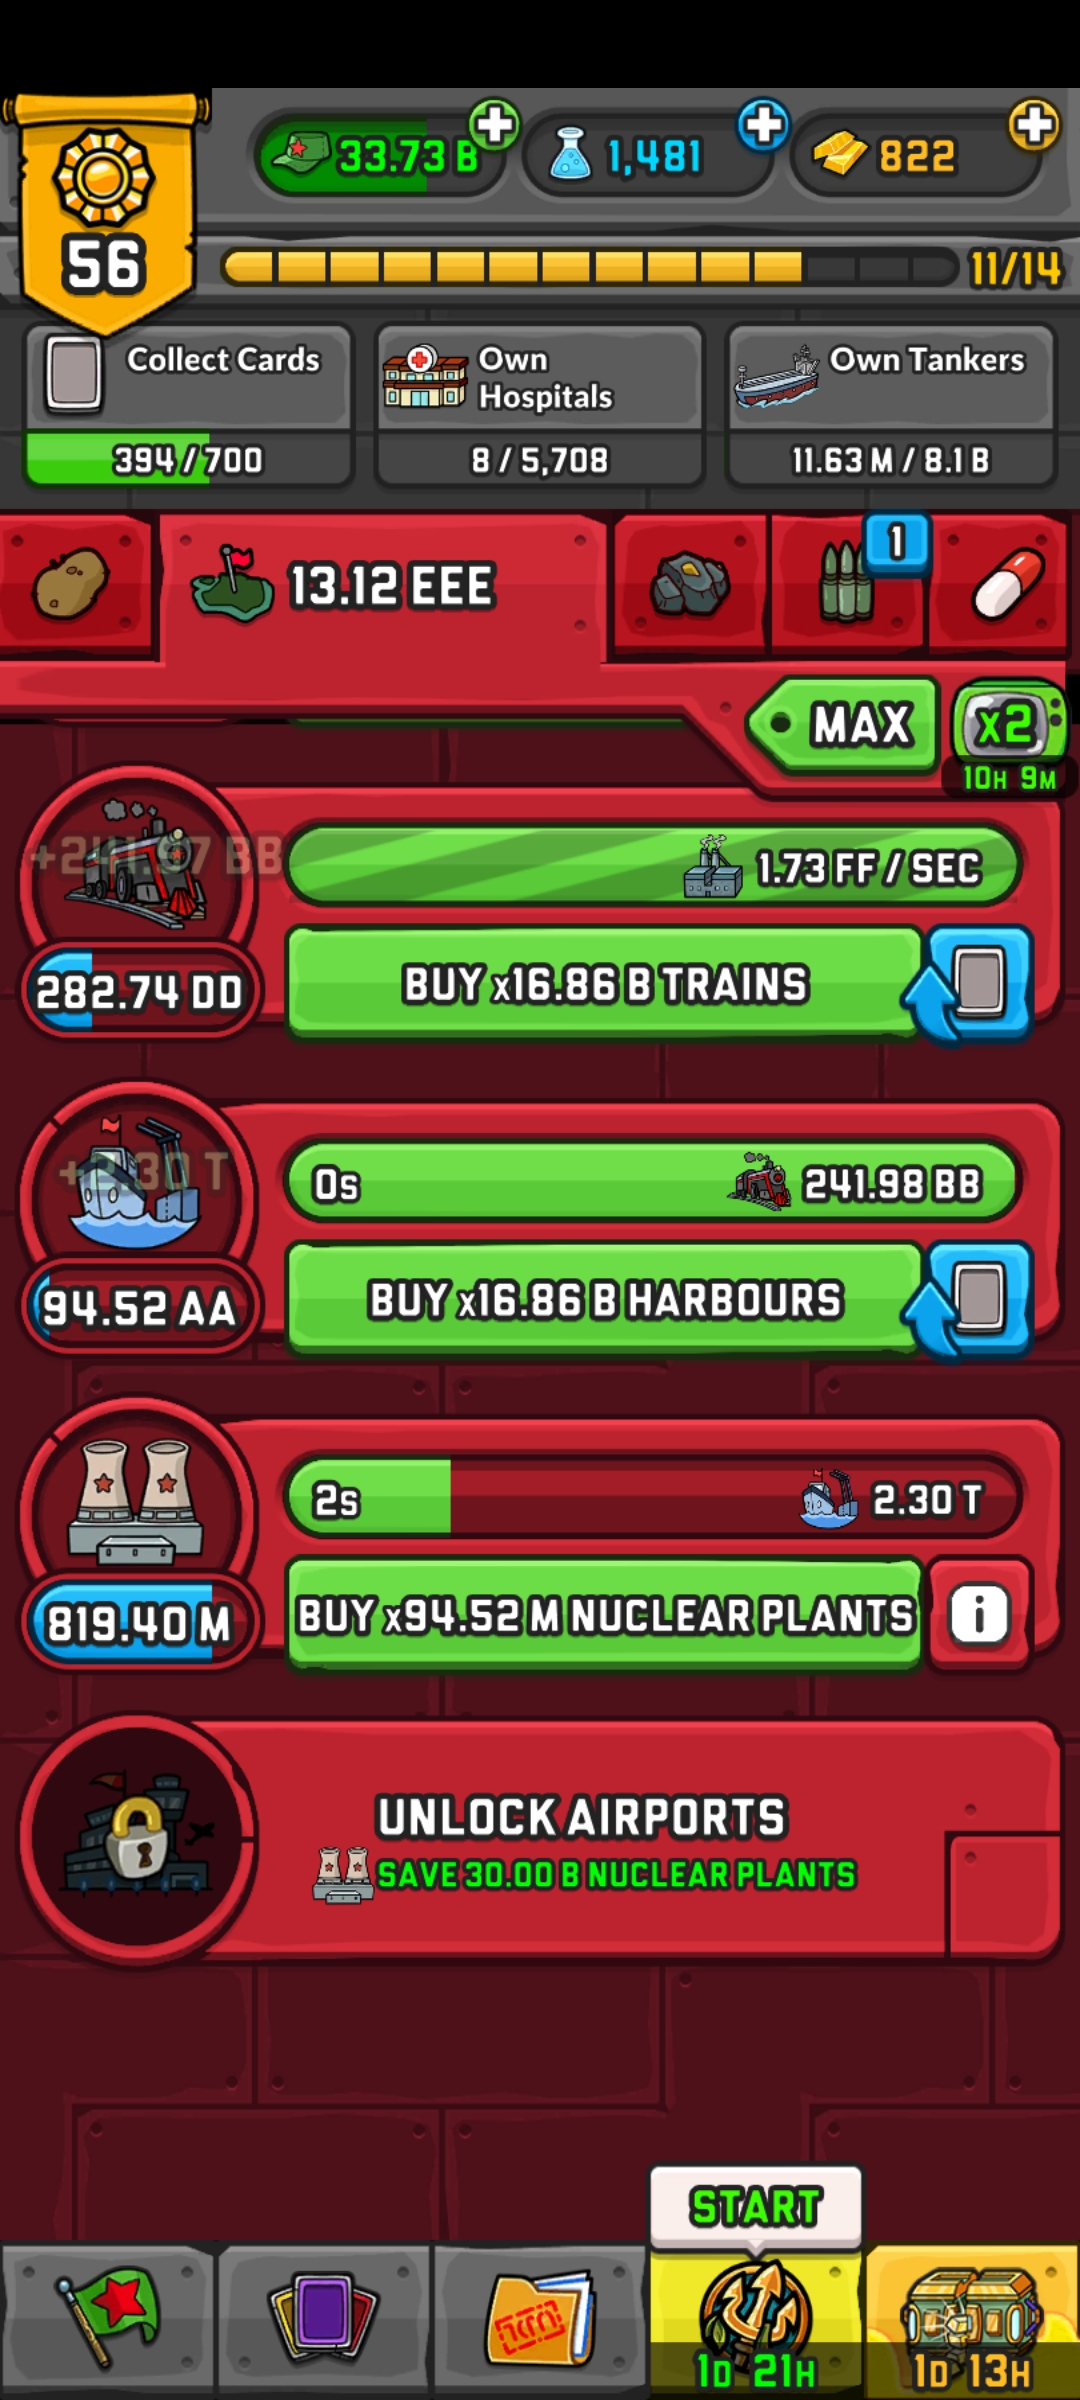 33.73 B
1,481
822
56
11/14
Collect Cards
394/700
Own
Hospitals
8/5,708
Own Tankers
11.63 M/8.1 B
13.12 EEE
1
MAX
x2
10H 9M
+241.97 BB
1.73 FF/SEC
282.74 DD
BUY x16.86 B TRAINS
+2.30 T
0s
241.98 BB
94.52 AA
BUY x16.86 B HARBOURS
2s
2.30 T
819.40 M
BUY x94.52 M NUCLEAR PLANTS
i
UNLOCK AIRPORTS
SAVE 30.00 B NUCLEAR PLANTS
START
1D 21H
1D 13H